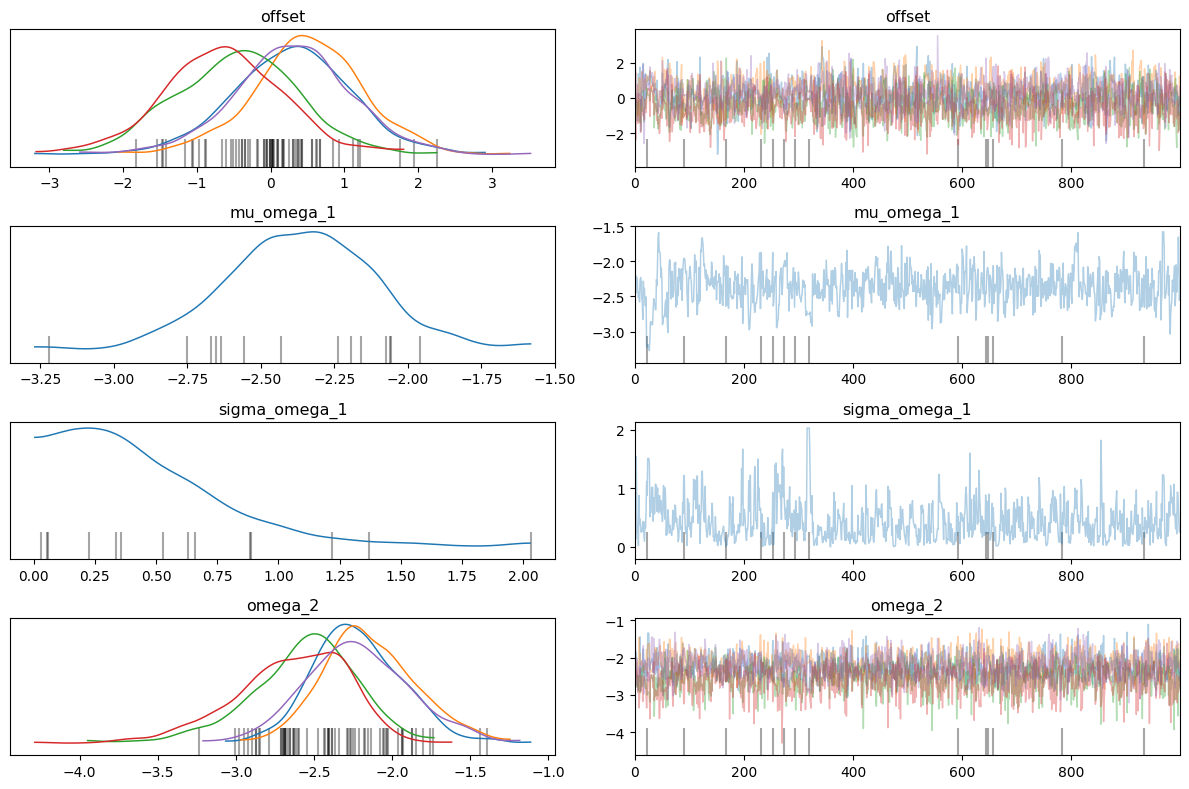 offset
offset
−3 −2 −1 0 1 2 3
2
0
−2
0 200 400 600 800
mu_omega_1
mu_omega_1
−3.25 −3.00 −2.75 −2.50 −2.25 −2.00 −1.75 −1.50
−1.5
−2.0
−2.5
−3.0
0 200 400 600 800
sigma_omega_1
sigma_omega_1
0.00 0.25 0.50 0.75 1.00 1.25 1.50 1.75 2.00
2
1
0
0 200 400 600 800
omega_2
omega_2
−4.0 −3.5 −3.0 −2.5 −2.0 −1.5 −1.0
−1
−2
−3
−4
0 200 400 600 800